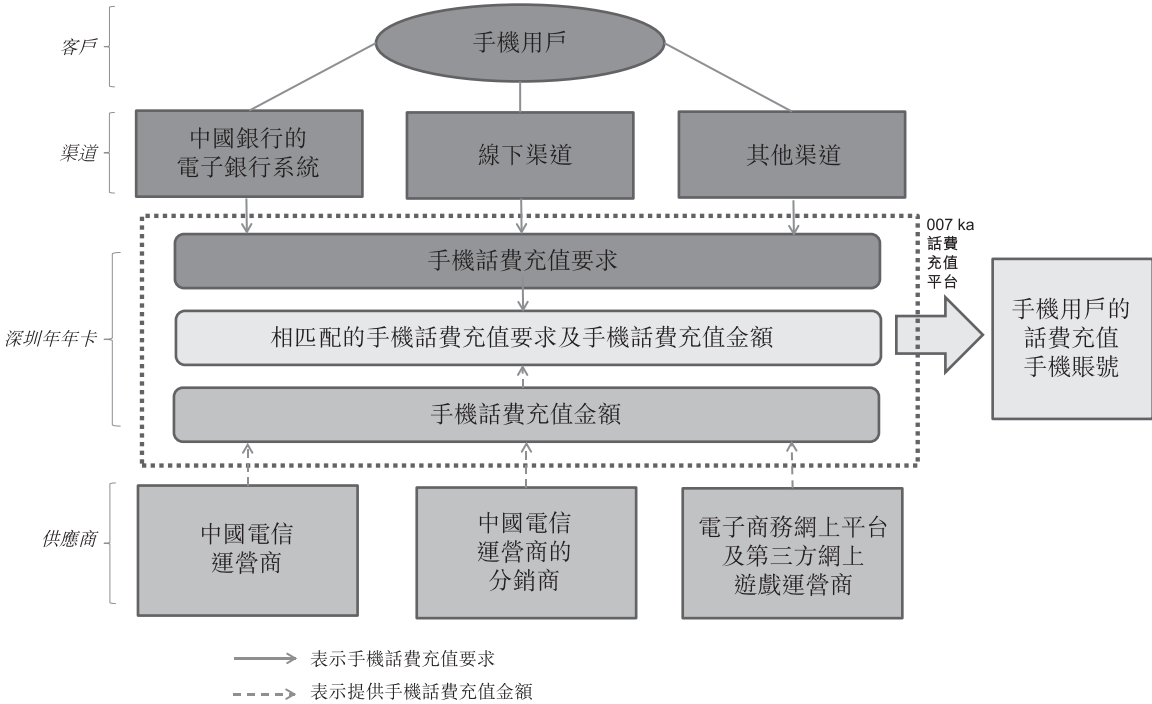 客戶
手機用戶
渠道
中國銀行的
電子銀行系統
線下渠道
其他渠道
007 ka
話費
充值
平台
深圳年年卡
手機話費充值要求
相匹配的手機話費充值要求及手機話費充值金額
手機話費充值金額
手機用戶的
話費充值
手機賬號
供應商
中國電信
運營商
中國電信
運營商的
分銷商
電子商務網上平台
及第三方網上
遊戲運營商
表示手機話費充值要求
表示提供手機話費充值金額